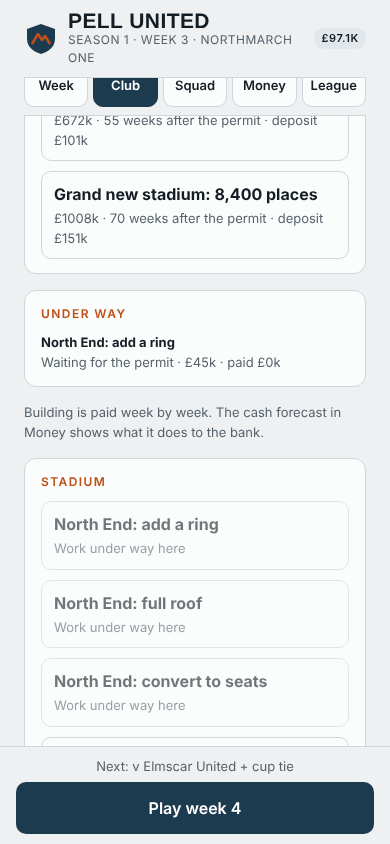 PELL UNITED
SEASON 1 · WEEK 3 · NORTHMARCH
ONE
£97.1K
Week
Club
Squad
Money
League
£672k · 55 weeks after the permit · deposit
£101k
Grand new stadium: 8,400 places
£1008k · 70 weeks after the permit · deposit
£151k
UNDER WAY
North End: add a ring
Waiting for the permit · £45k · paid £0k
Building is paid week by week. The cash forecast in
Money shows what it does to the bank.
STADIUM
North End: add a ring
Work under way here
North End: full roof
Work under way here
North End: convert to seats
Work under way here
Next: v Elmscar United + cup tie
Play week 4